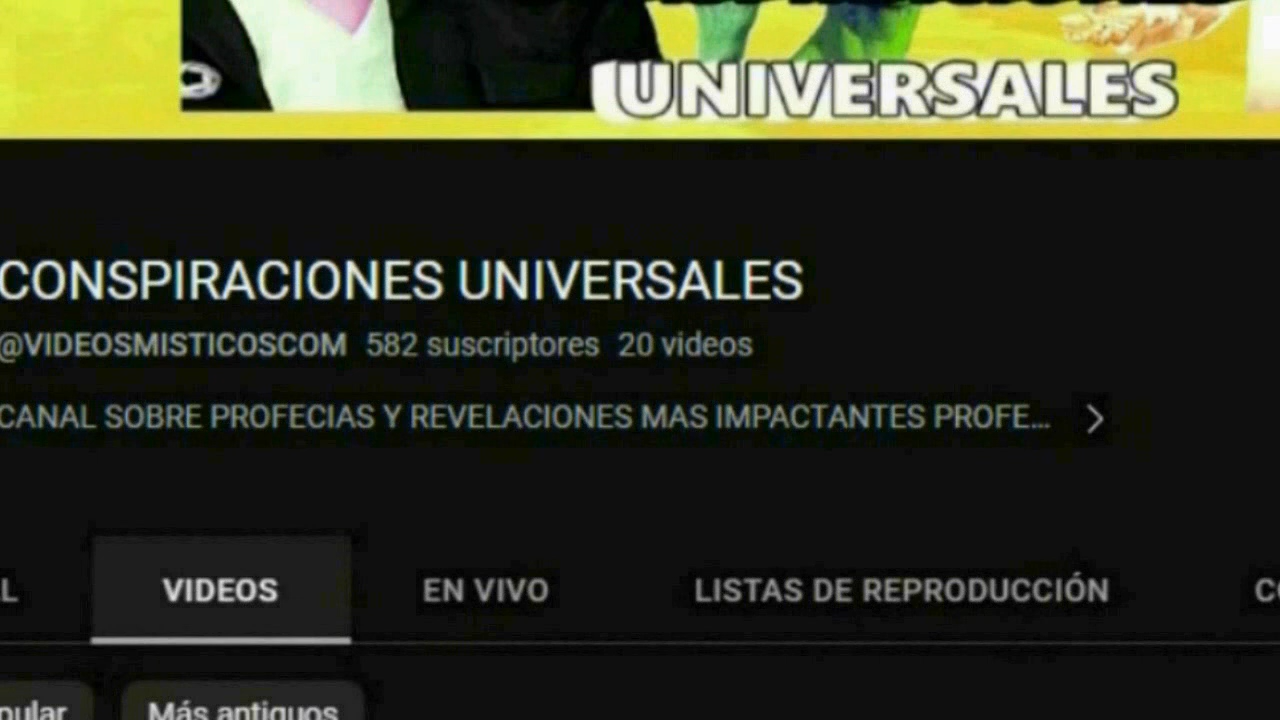 UNIVERSALES
CONSPIRACIONES UNIVERSALES
@VIDEOSMISTICOSCOM 582 suscriptores 20 videos
CANAL SOBRE PROFECIAS Y REVELACIONES MAS IMPACTANTES PROFE...
VIDEOS EN VIVO LISTAS DE REPRODUCCIÓN
Más antiguos